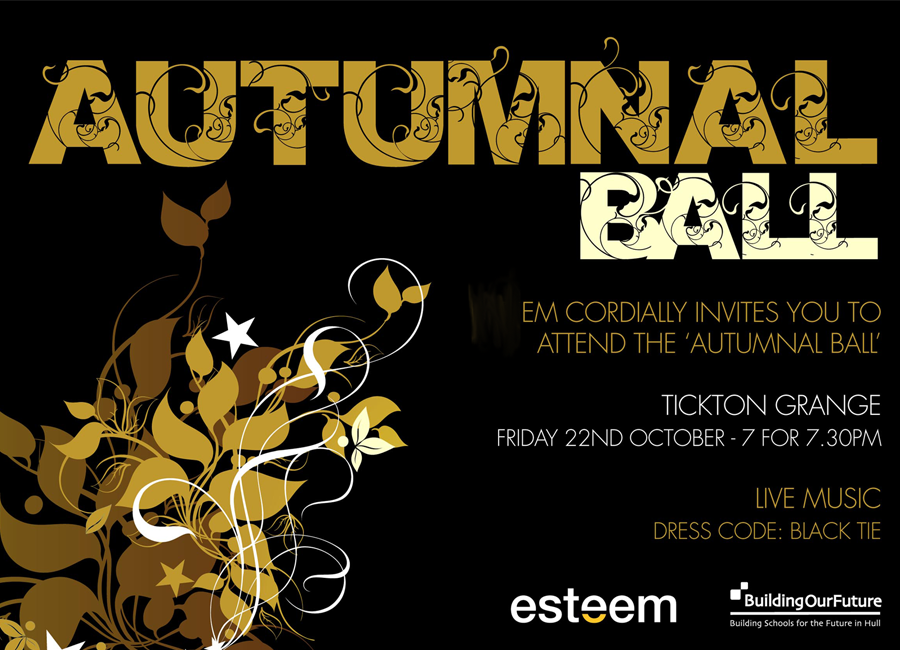 AUTUMNAL
BALL
EM CORDIALLY INVITES YOU TO
ATTEND THE ‘AUTUMNAL BALL’
TICKTON GRANGE
FRIDAY 22ND OCTOBER - 7 FOR 7.30PM
LIVE MUSIC
DRESS CODE: BLACK TIE
esteem
BuildingOurFuture
Building Schools for the Future in Hull